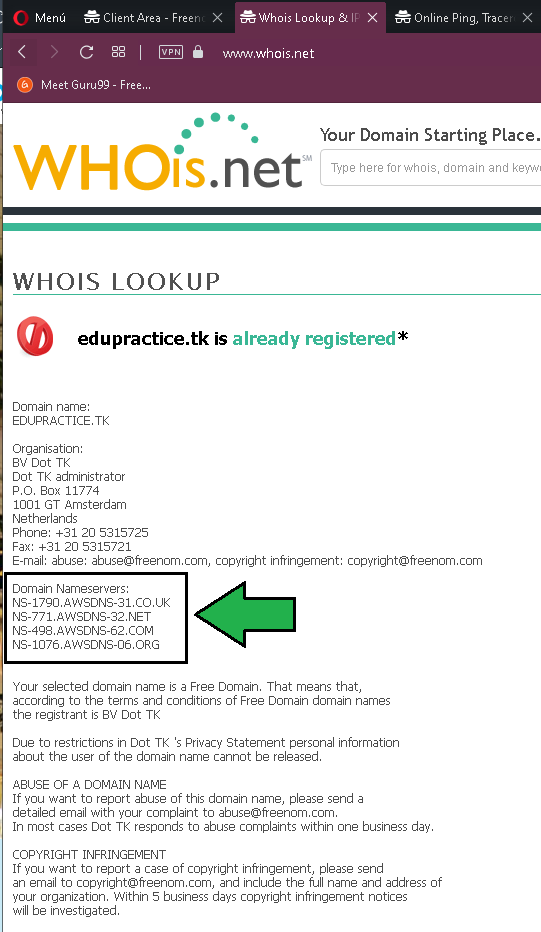 Menú
Client Area - Freen
Whois Lookup & IP
Online Ping, Tracer
VPN
www.whois.net
Meet Guru99 - Free...
WHOis.net
SM
Your Domain Starting Place.
Type here for whois, domain and keyw
WHOIS LOOKUP
edupractice.tk is already registered*
Domain name:
EDUPRACTICE.TK
Organisation:
BV Dot TK
Dot TK administrator
P.O. Box 11774
1001 GT Amsterdam
Netherlands
Phone: +31 20 5315725
Fax: +31 20 5315721
E-mail: abuse: abuse@freenom.com, copyright infringement: copyright@freenom.com
Domain Nameservers:
NS-1790.AWSDNS-31.CO.UK
NS-771.AWSDNS-32.NET
NS-498.AWSDNS-62.COM
NS-1076.AWSDNS-06.ORG
Your selected domain name is a Free Domain. That means that,
according to the terms and conditions of Free Domain domain names
the registrant is BV Dot TK
Due to restrictions in Dot TK 's Privacy Statement personal information
about the user of the domain name cannot be released.
ABUSE OF A DOMAIN NAME
If you want to report abuse of this domain name, please send a
detailed email with your complaint to abuse@freenom.com.
In most cases Dot TK responds to abuse complaints within one business day.
COPYRIGHT INFRINGEMENT
If you want to report a case of copyright infringement, please send
an email to copyright@freenom.com, and include the full name and address of
your organization. Within 5 business days copyright infringement notices
will be investigated.